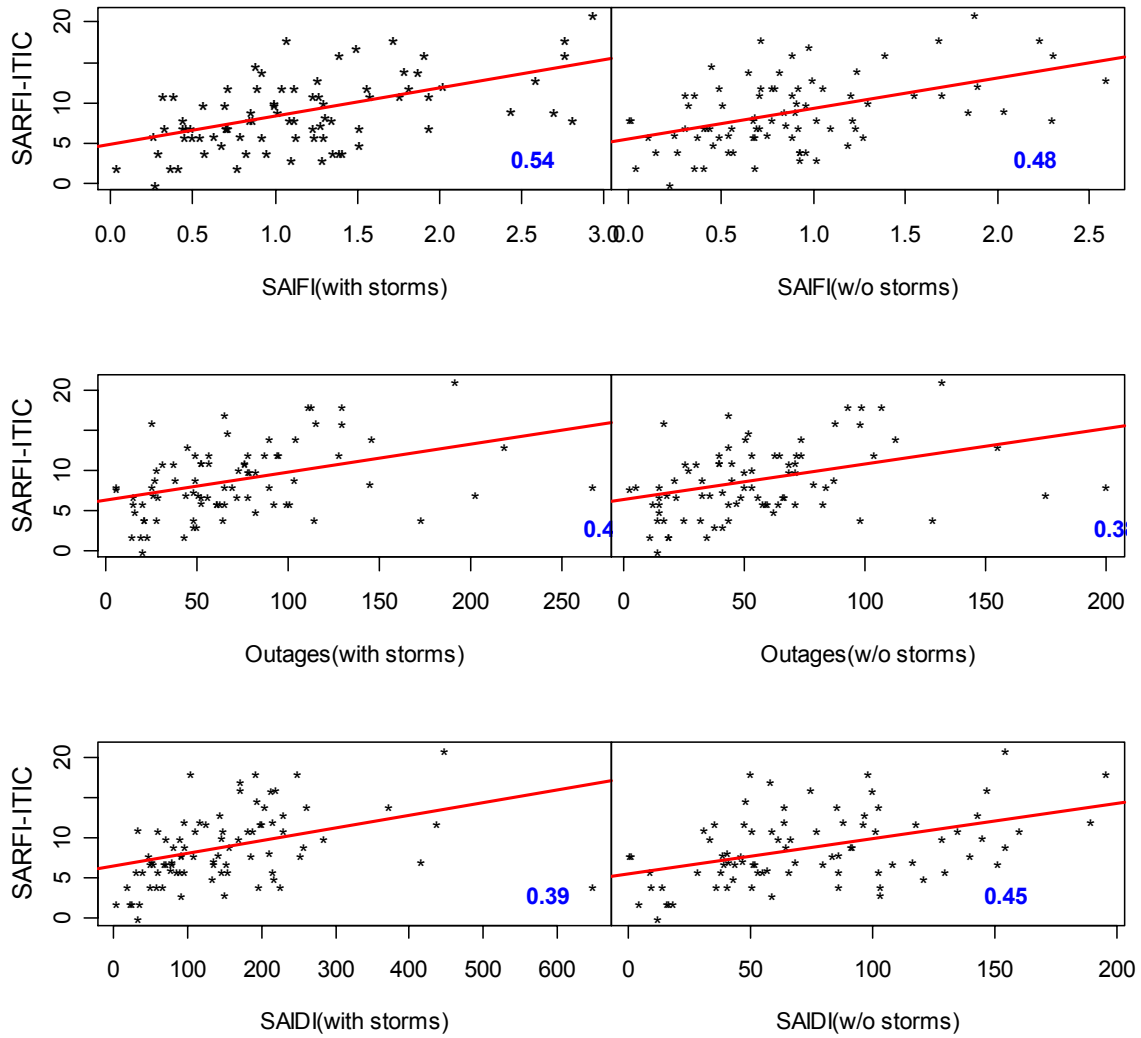 SARFI-ITIC
0 5 10 20
0.54
0.48
0.0 0.5 1.0 1.5 2.0 2.5 3.0
0.0 0.5 1.0 1.5 2.0 2.5
SAIFI(with storms)
SAIFI(w/o storms)
SARFI-ITIC
0 5 10 20
0.4
0.38
0 50 100 150 200 250
0 50 100 150 200
Outages(with storms)
Outages(w/o storms)
SARFI-ITIC
0 5 10 20
0.39
0.45
0 100 200 300 400 500 600
0 50 100 150 200
SAIDI(with storms)
SAIDI(w/o storms)